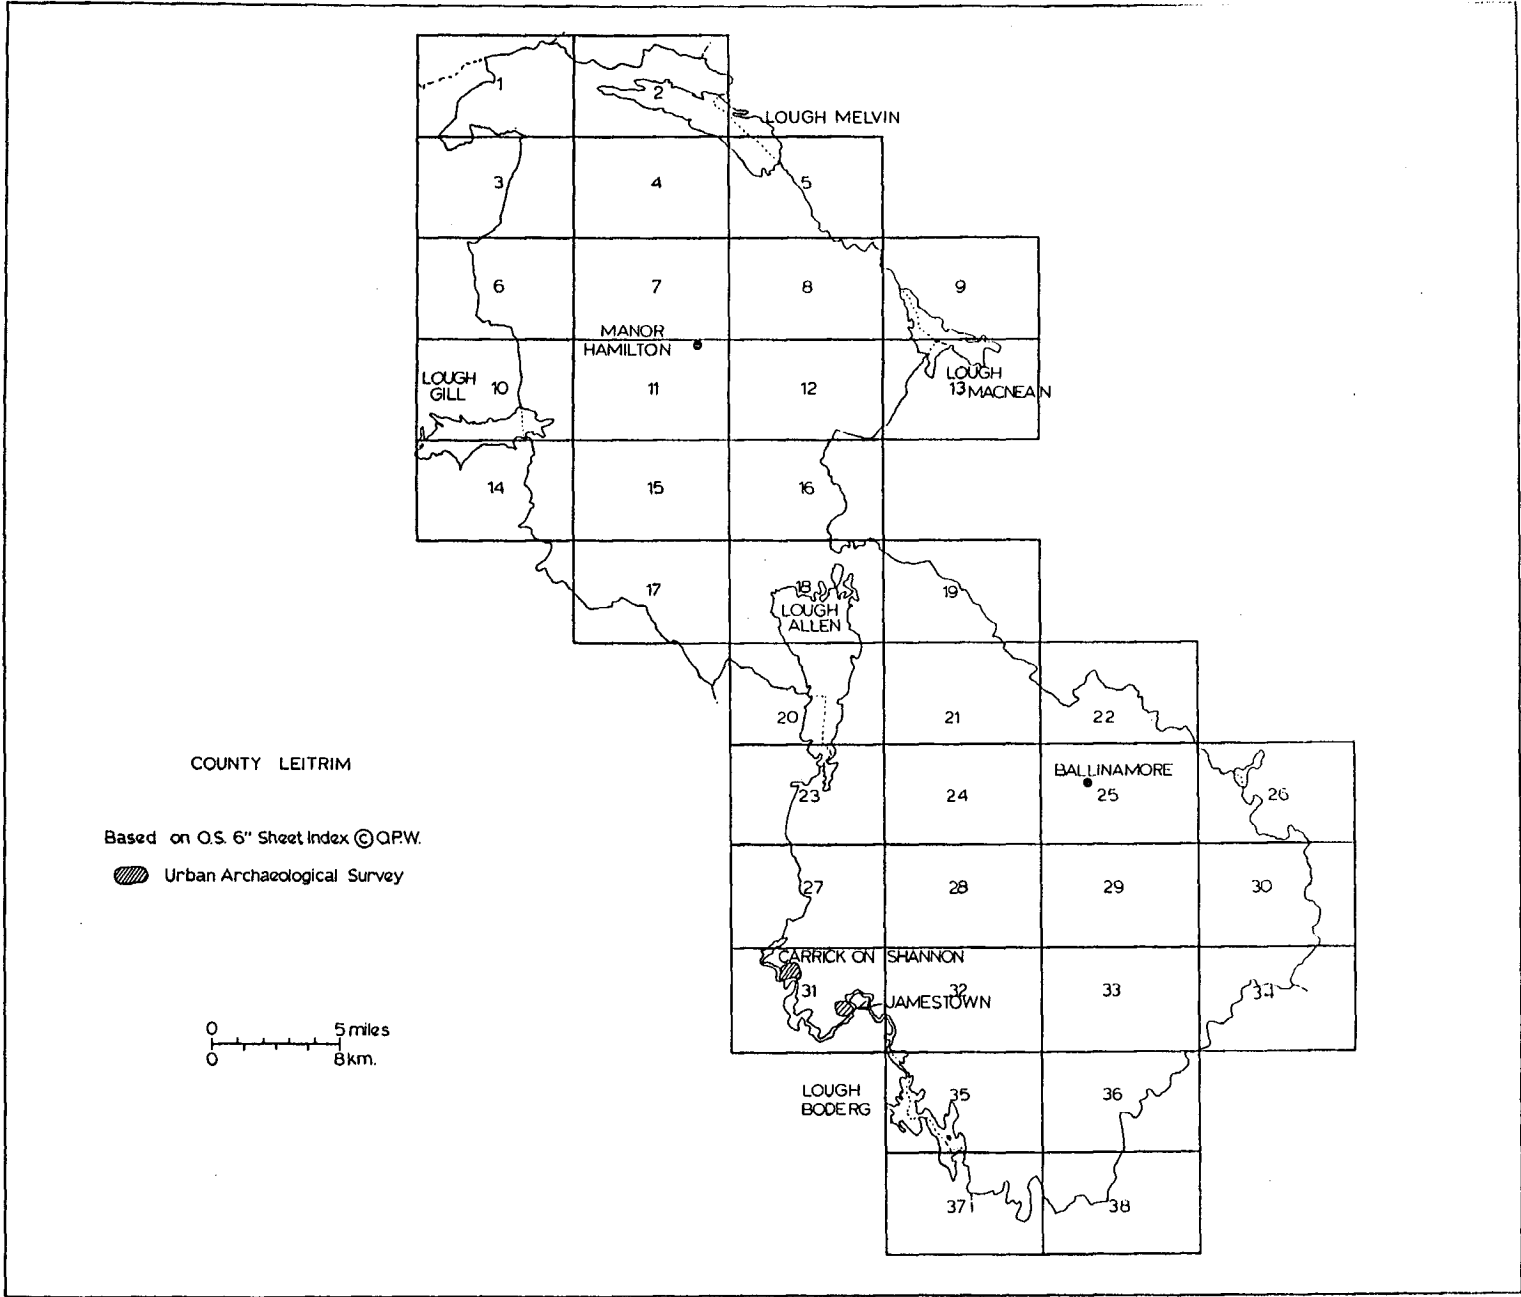 1
2
LOUGH MELVIN
3
4
5
6
7
8
9
MANOR
HAMILTON
LOUGH
GILL
10
11
12
LOUGH
13 MACNEAIN
14
15
16
17
18
LOUGH
ALLEN
19
20
21
22
COUNTY LEITRIM
BALLINAMORE
23
24
25
26
Based on O.S. 6" Sheet Index © O.P.W.
Urban Archaeological Survey
27
28
29
30
CARRICK ON SHANNON
31
32
JAMESTOWN
33
34
0 5 miles
0 8 km.
LOUGH
BODERG
35
36
37
38